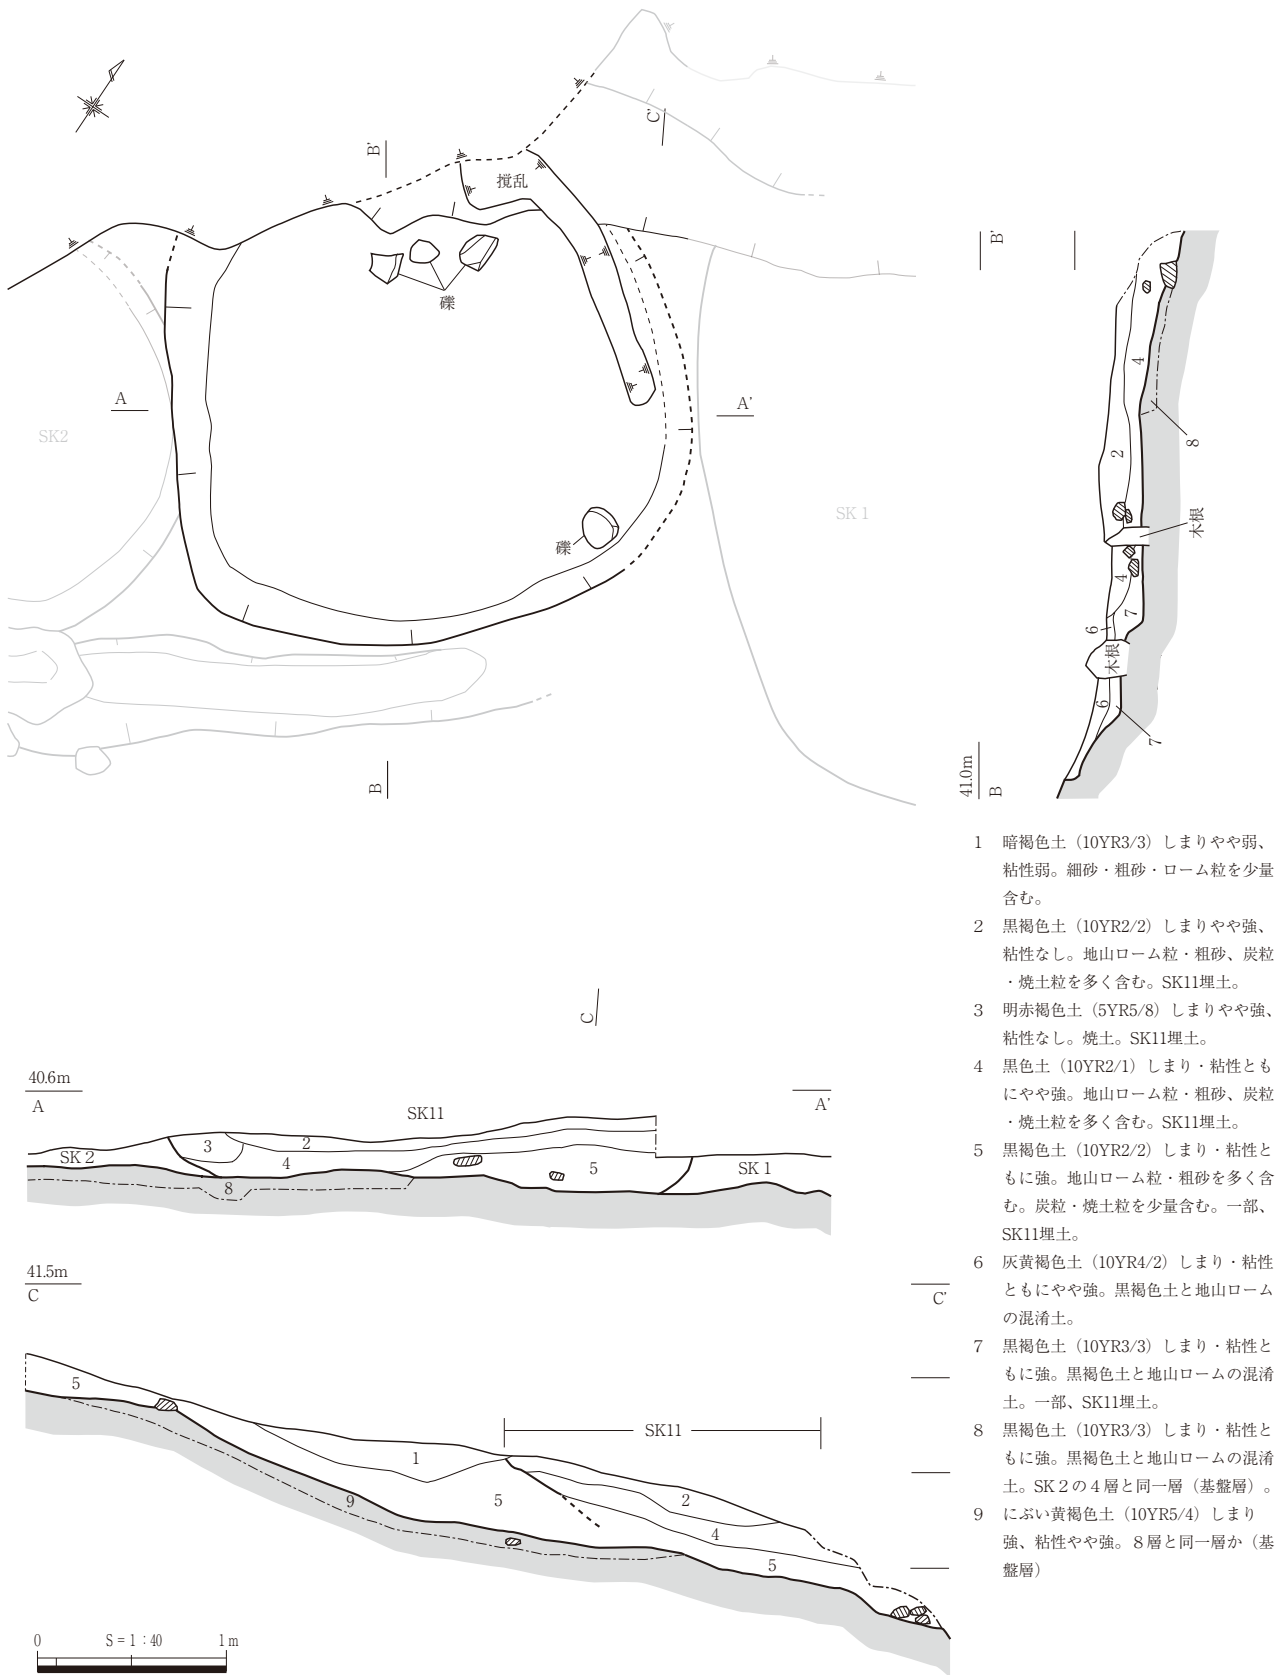 C'
B'
攪乱
礫
A
A'
SK2
SK 1
礫
B
C
B'
4
8
2
木根
4
7
6
木根
6
7
41.0m
B
1 暗褐色土（10YR3/3）しまりやや弱、
粘性弱。細砂・粗砂・ローム粒を少量
含む。
2 黒褐色土（10YR2/2）しまりやや強、
粘性なし。地山ローム粒・粗砂、炭粒
・焼土粒を多く含む。SK11埋土。
3 明赤褐色土（5YR5/8）しまりやや強、
粘性なし。焼土。SK11埋土。
4 黒色土（10YR2/1）しまり・粘性とも
にやや強。地山ローム粒・粗砂、炭粒
・焼土粒を多く含む。SK11埋土。
5 黒褐色土（10YR2/2）しまり・粘性と
もに強。地山ローム粒・粗砂を多く含
む。炭粒・焼土粒を少量含む。一部、
SK11埋土。
6 灰黄褐色土（10YR4/2）しまり・粘性
ともにやや強。黒褐色土と地山ローム
の混淆土。
7 黒褐色土（10YR3/3）しまり・粘性と
もに強。黒褐色土と地山ロームの混淆
土。一部、SK11埋土。
8 黒褐色土（10YR3/3）しまり・粘性と
もに強。黒褐色土と地山ロームの混淆
土。SK２の４層と同一層（基盤層）。
9 にぶい黄褐色土（10YR5/4）しまり
強、粘性やや強。８層と同一層か（基
盤層）
40.6m
A
SK11
A'
SK 2
3
2
4
5
SK 1
8
41.5m
C
C'
5
SK11
1
2
9
5
4
5
0
S = 1 : 40
1 m